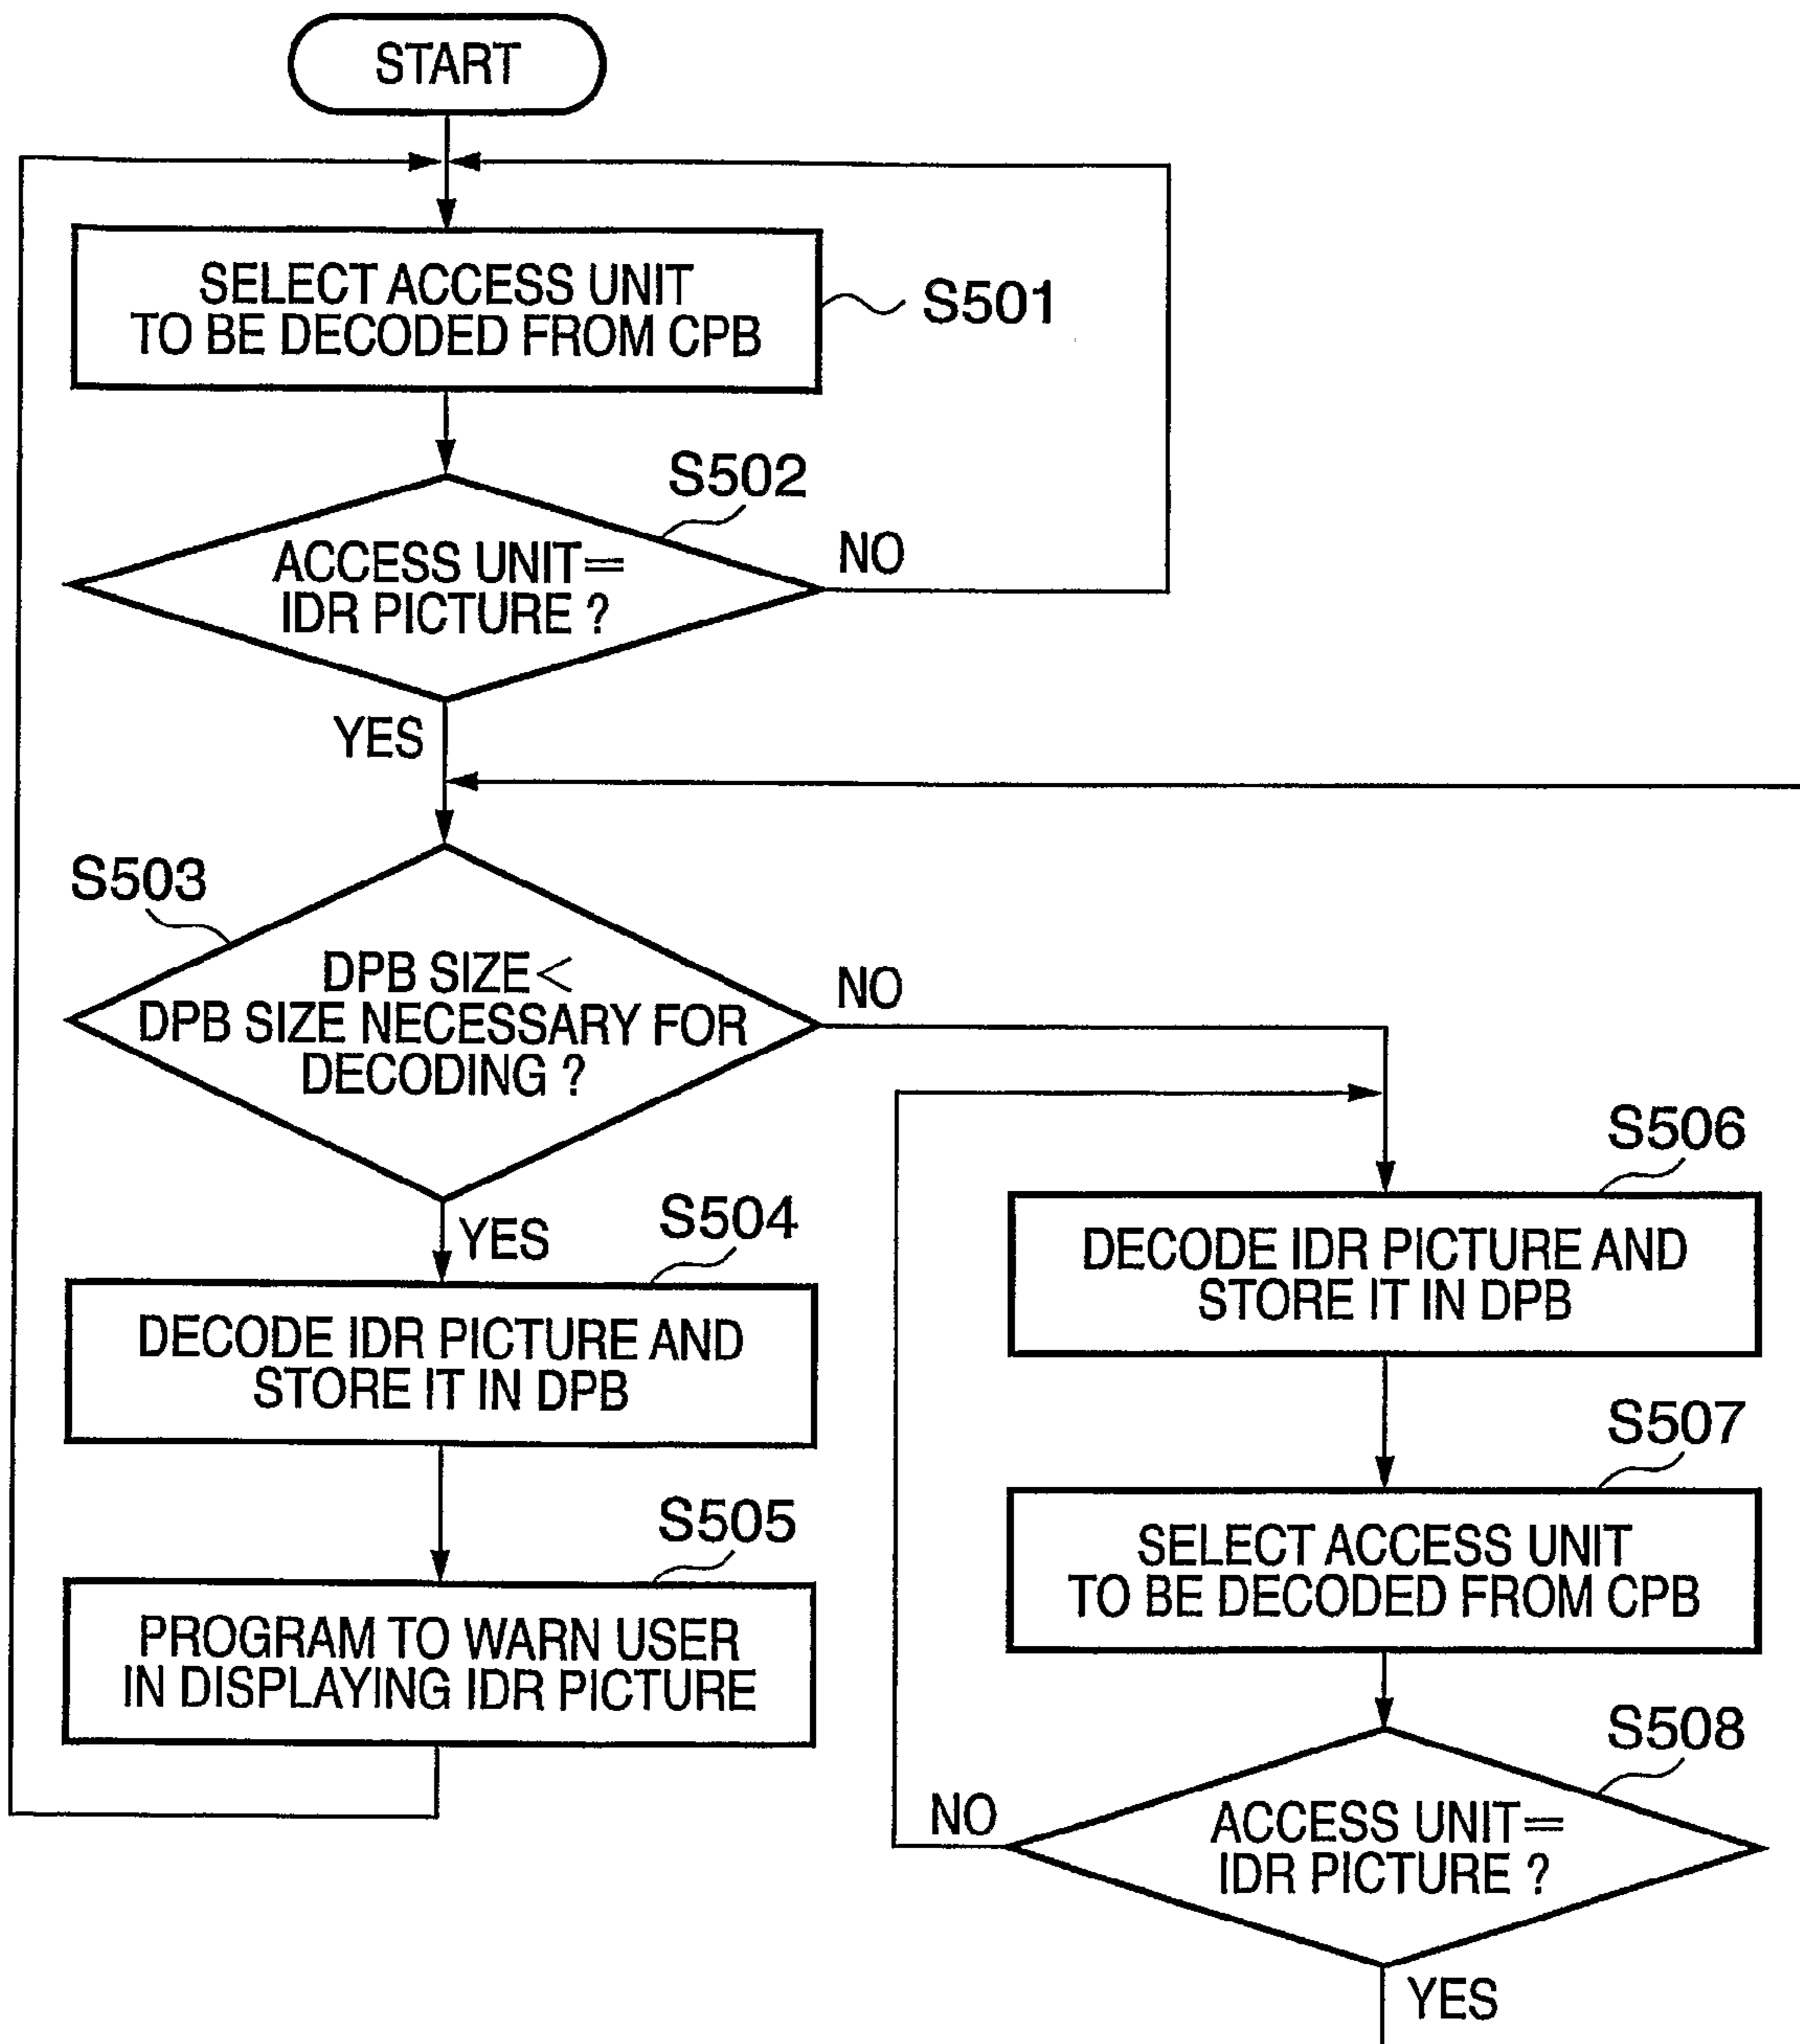 START
SELECT ACCESS UNIT
TO BE DECODED FROM CPB
S501
S502
ACCESS UNIT=
IDR PICTURE ?
NO
YES
S503
DPB SIZE<
DPB SIZE NECESSARY FOR
DECODING ?
NO
YES
S504
DECODE IDR PICTURE AND
STORE IT IN DPB
S505
PROGRAM TO WARN USER
IN DISPLAYING IDR PICTURE
S506
DECODE IDR PICTURE AND
STORE IT IN DPB
S507
SELECT ACCESS UNIT
TO BE DECODED FROM CPB
S508
ACCESS UNIT=
IDR PICTURE ?
NO
YES